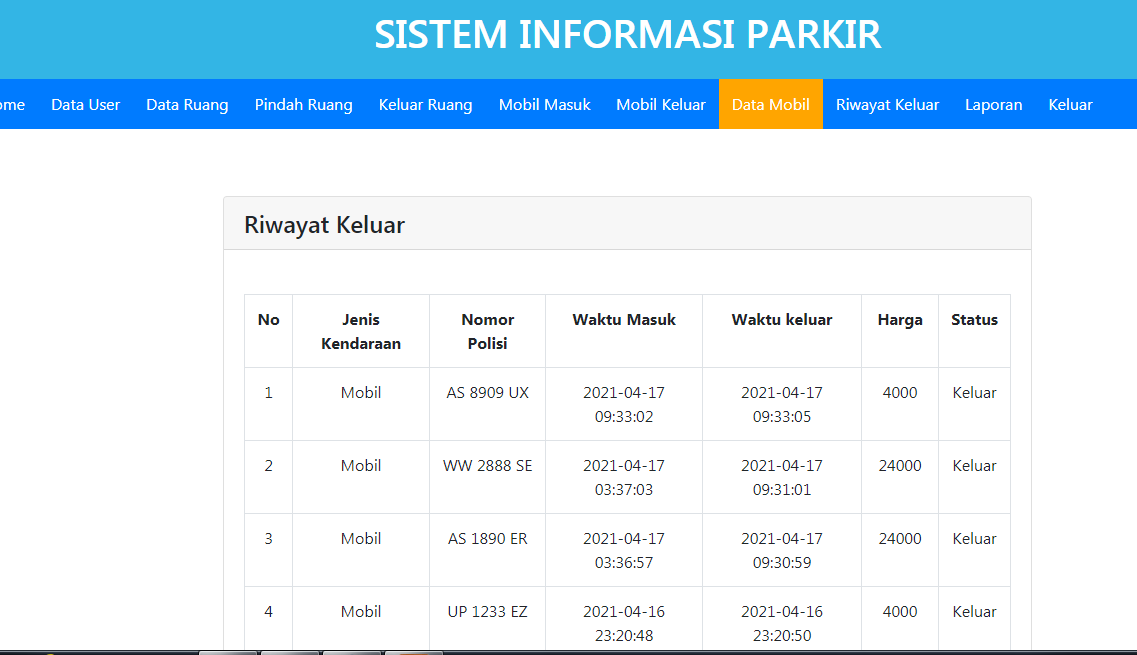 SISTEM INFORMASI PARKIR
ome Data User Data Ruang Pindah Ruang Keluar Ruang Mobil Masuk Mobil Keluar Data Mobil Riwayat Keluar Laporan Keluar
Riwayat Keluar
No Jenis Nomor Waktu Masuk Waktu keluar Harga Status
Kendaraan Polisi
1 Mobil AS 8909 UX 2021-04-17 2021-04-17 4000 Keluar
09:33:02 09:33:05
2 Mobil WW 2888 SE 2021-04-17 2021-04-17 24000 Keluar
03:37:03 09:31:01
3 Mobil AS 1890 ER 2021-04-17 2021-04-17 24000 Keluar
03:36:57 09:30:59
4 Mobil UP 1233 EZ 2021-04-16 2021-04-16 4000 Keluar
23:20:48 23:20:50